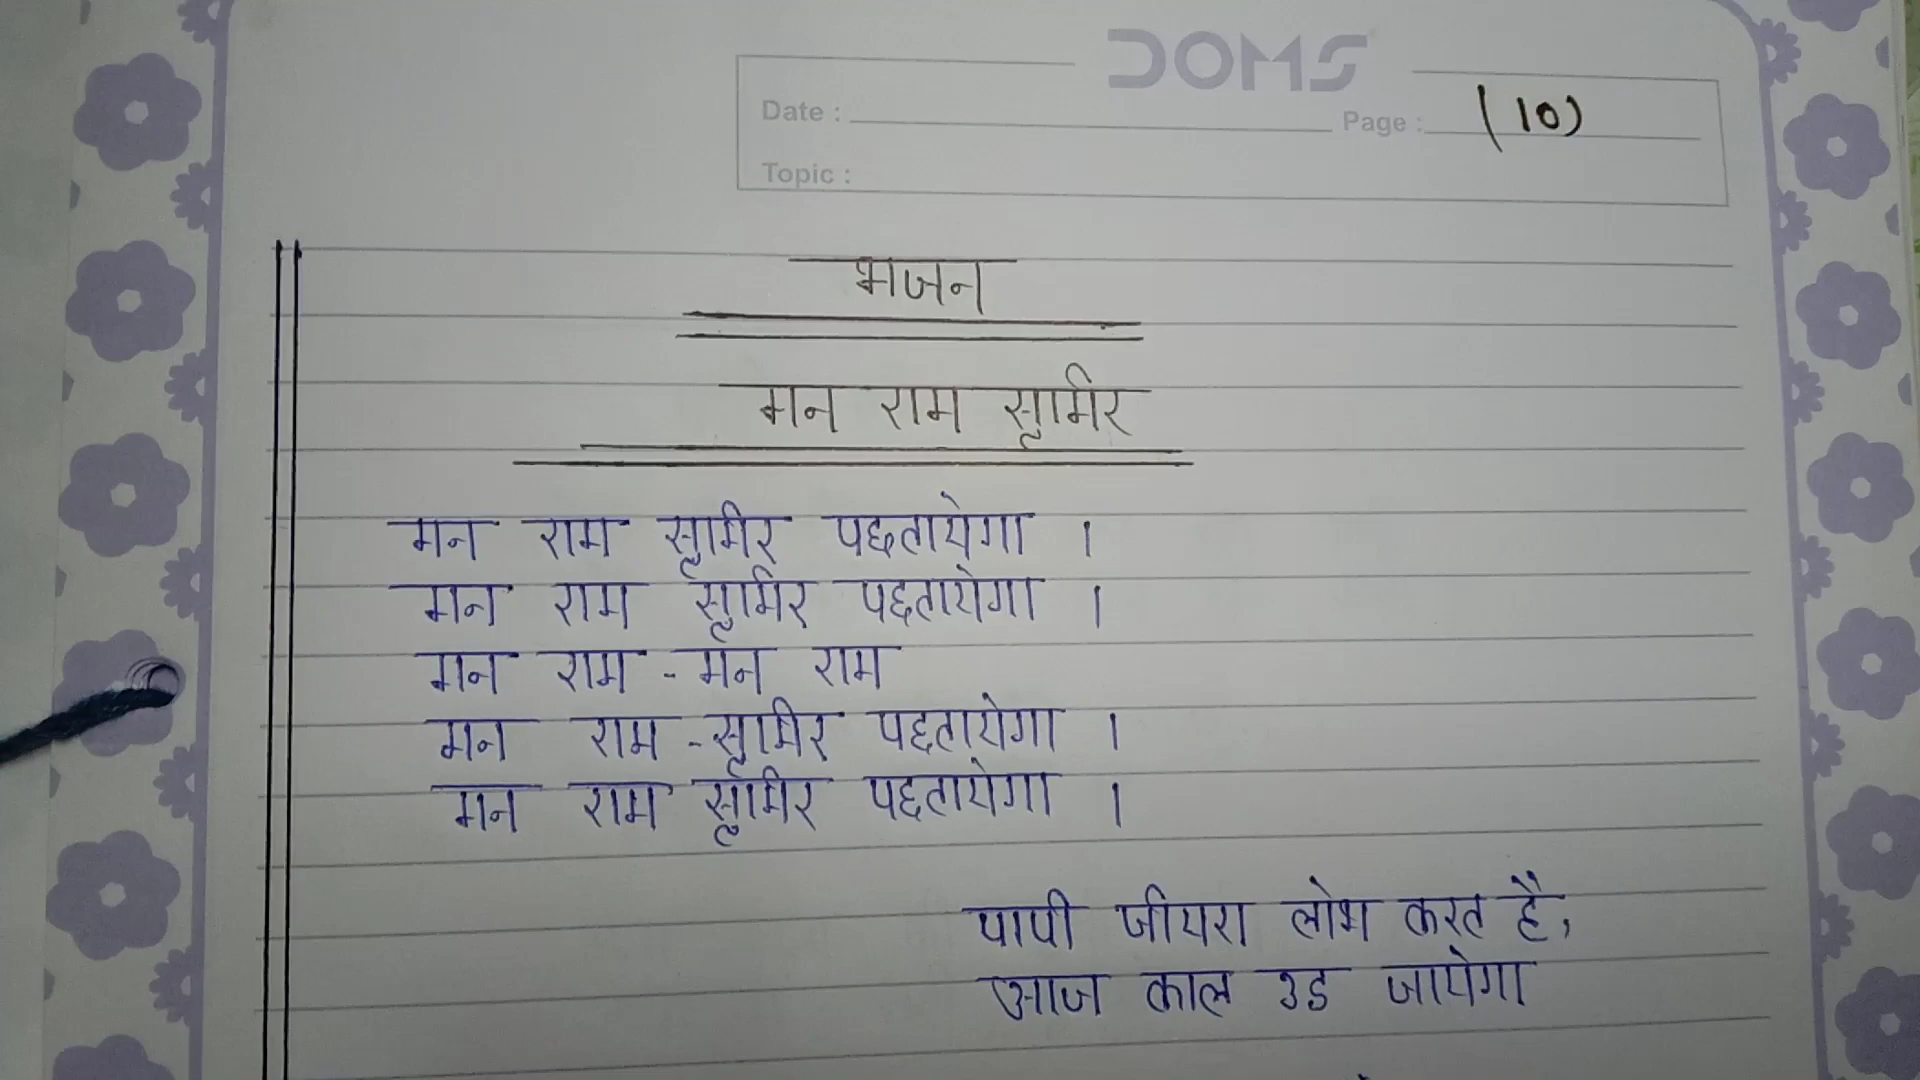 DOMS
Date :
Page : (10)
Topic :
भजन
मन राम सुमिर
मन राम सुमिर पछतायेगा ।
मन राम सुमिर पछतायेगा ।
मन राम - मन राम
मन राम - सुमिर पछतायेगा ।
मन राम सुमिर पछतायेगा ।
पापी जीयरा लोभ करत है,
आज काल उड जायेगा